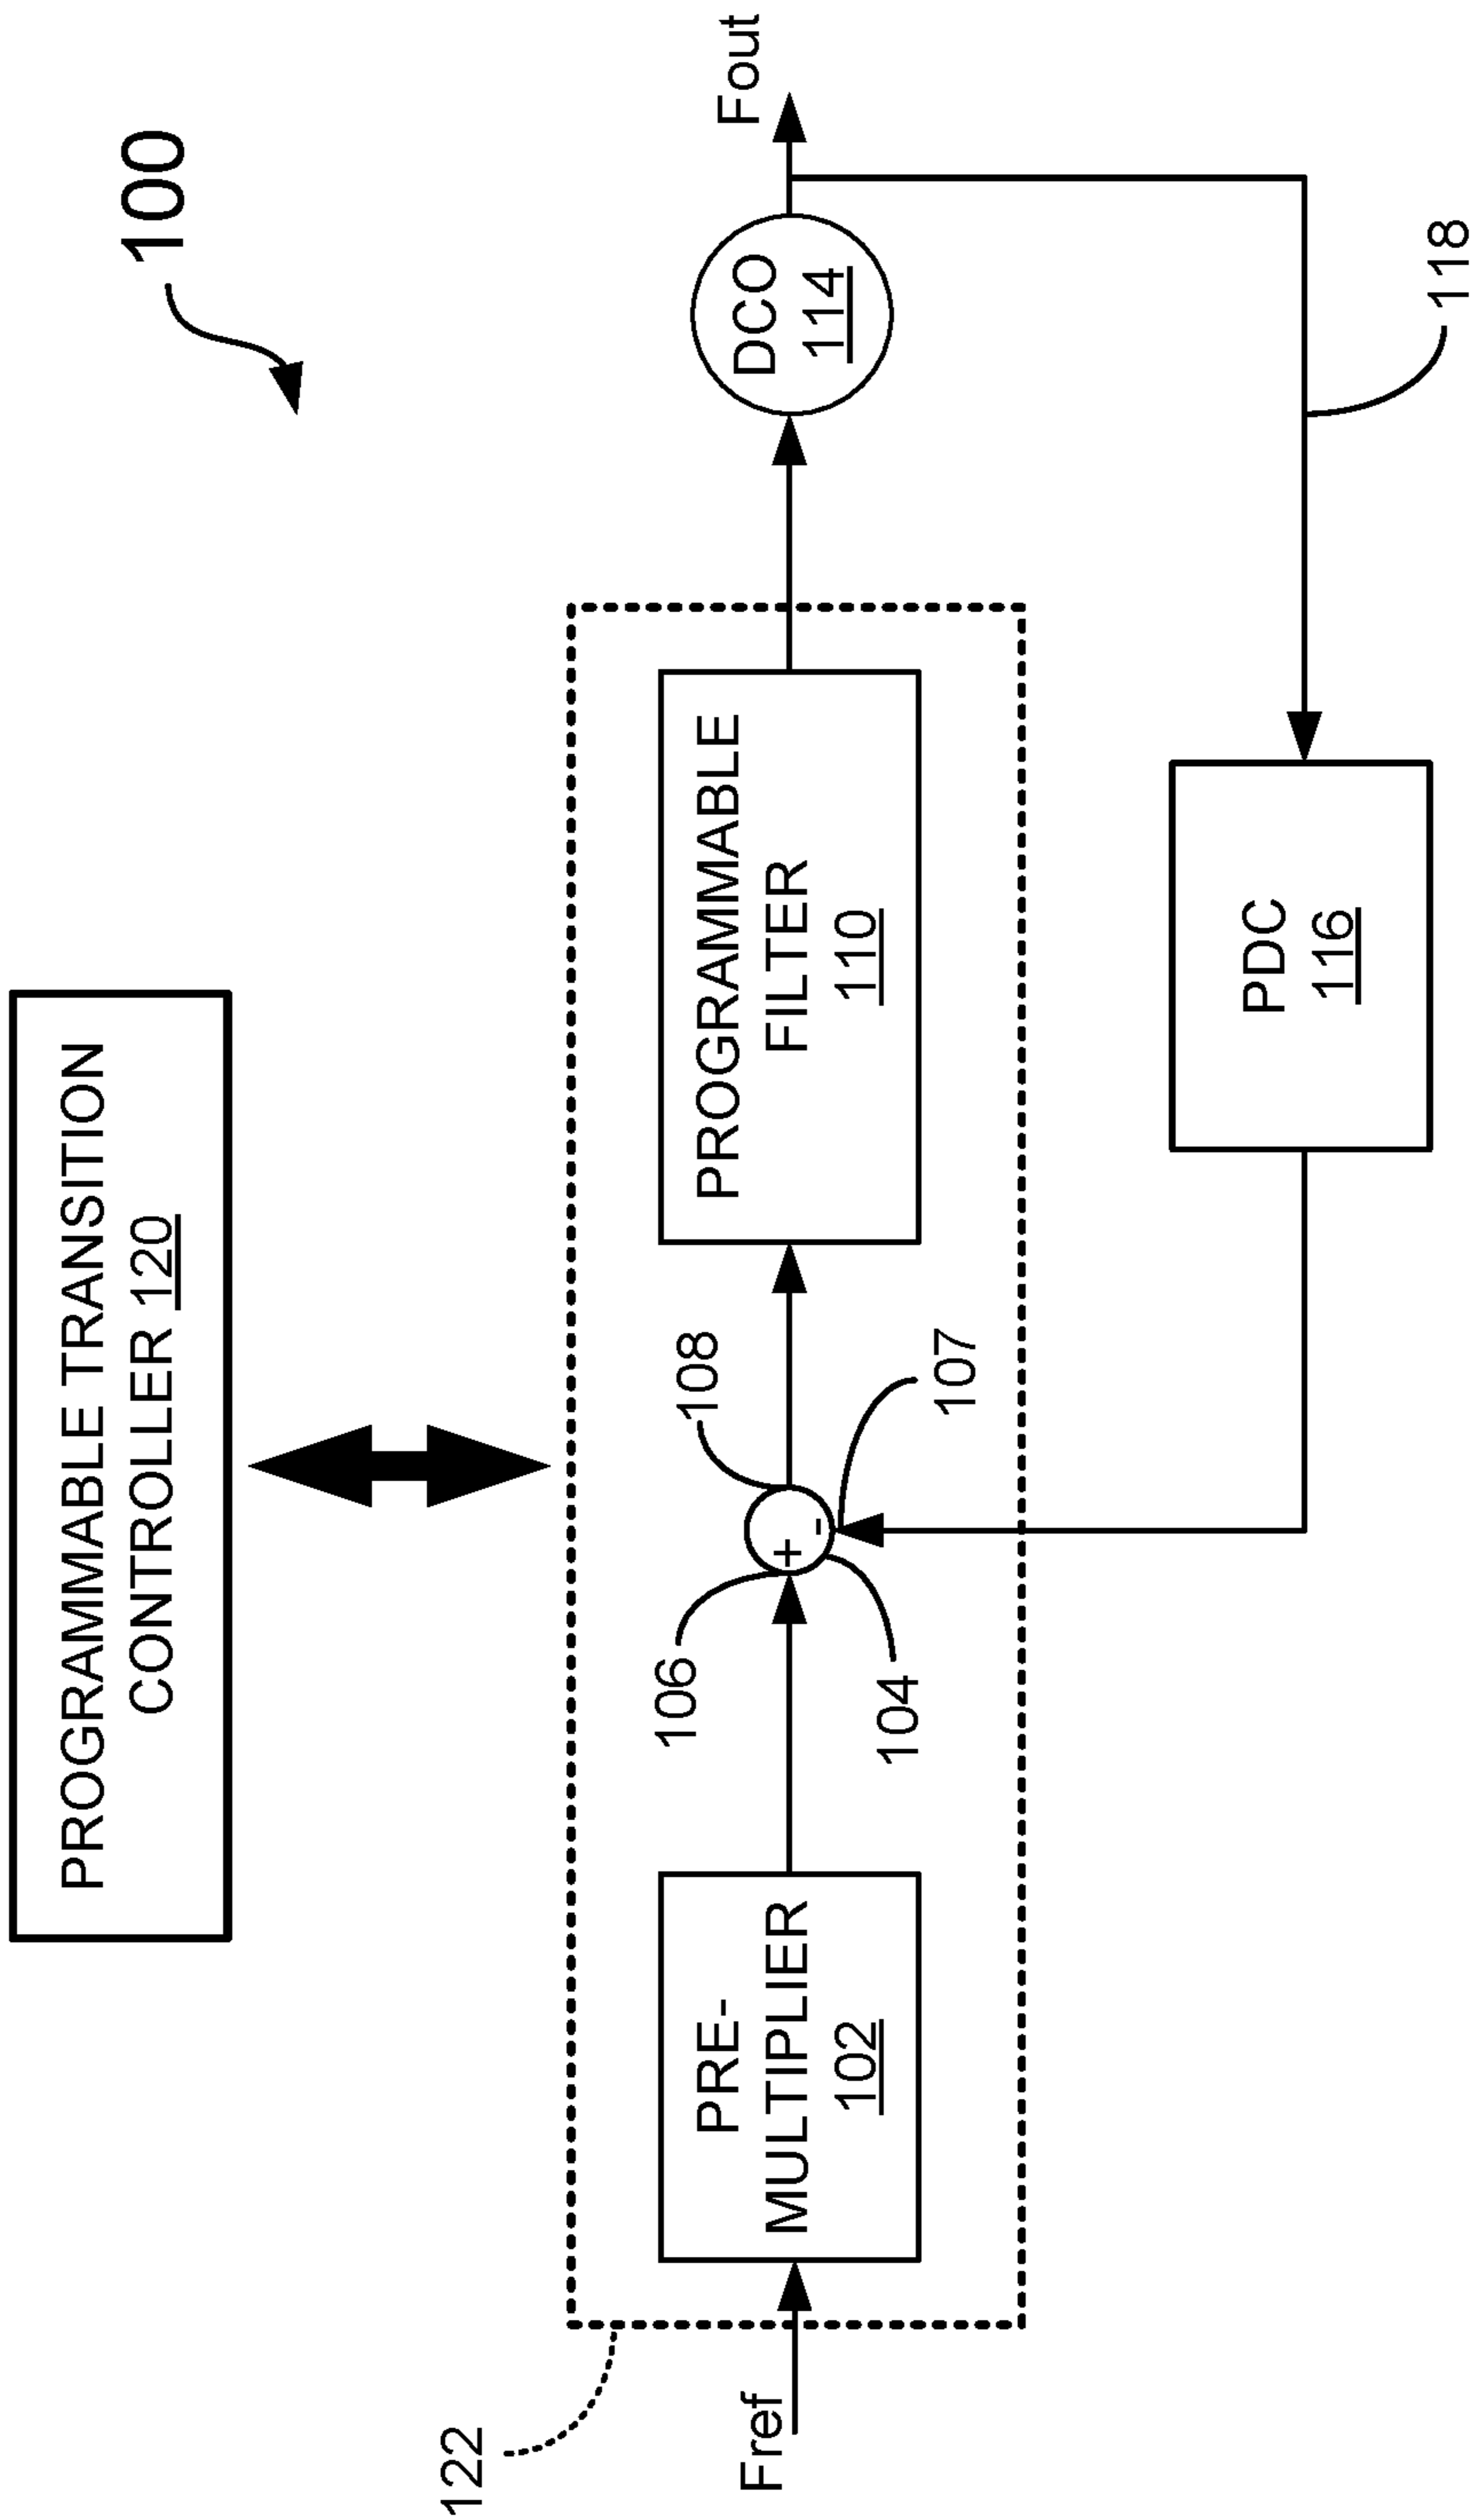 PROGRAMMABLE TRANSITION
CONTROLLER 120
100
122
Fref
PRE-
MULTIPLIER
102
106
+
-
104
108
107
PROGRAMMABLE
FILTER
110
DCO
114
Fout
PDC
116
118